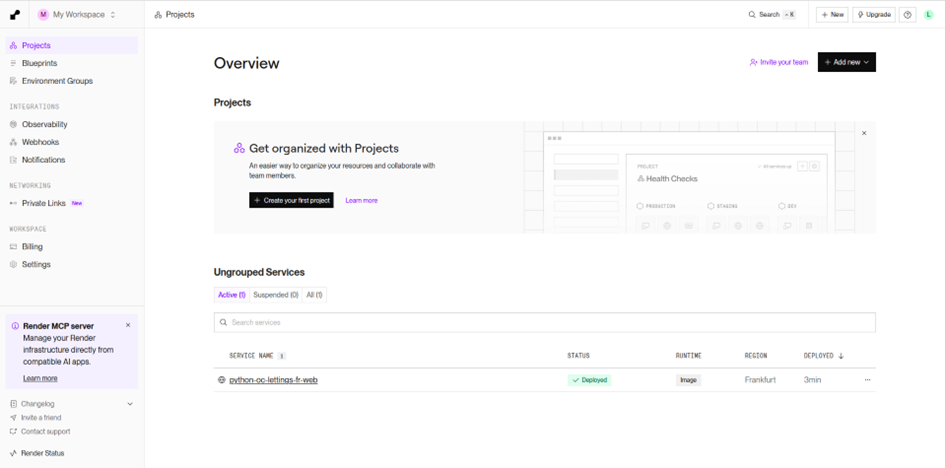 M My Workspace
Projects
Search ⌃ K
+ New
Upgrade
L
Projects
Blueprints
Environment Groups
INTEGRATIONS
Observability
Webhooks
Notifications
NETWORKING
Private Links New
WORKSPACE
Billing
Settings
Render MCP server
Manage your Render
infrastructure directly from
compatible AI apps.
Learn more
Changelog
Invite a friend
Contact support
Render Status
Overview
Invite your team
+ Add new
Projects
Get organized with Projects
An easier way to organize your resources and collaborate with
team members.
+ Create your first project
Learn more
PROJECT
All services
Health Checks
PRODUCTION
STAGING
DEV
Ungrouped Services
Active (1)
Suspended (0)
All (1)
Search services
SERVICE NAME 1
STATUS
RUNTIME
REGION
DEPLOYED ↓
python-oc-lettings-fr-web
✓ Deployed
Image
Frankfurt
3min